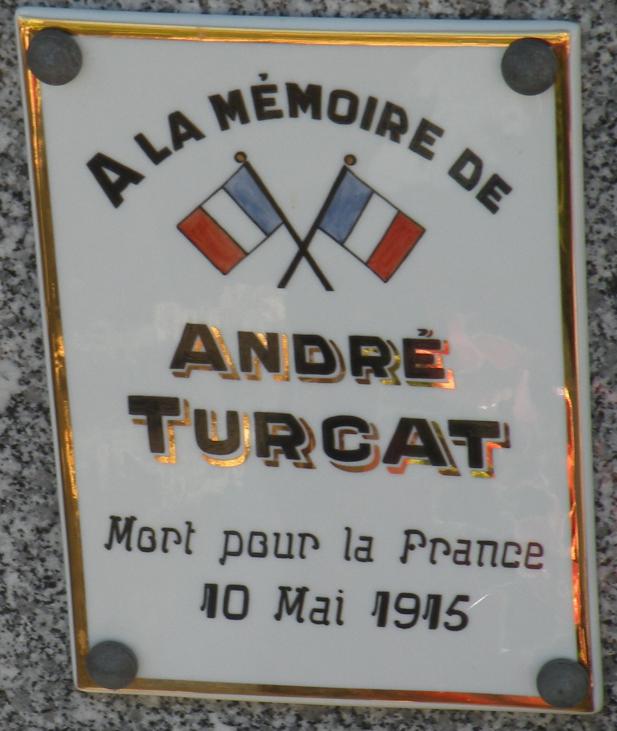 A LA MÉMOIRE DE
ANDRÉ
TURCAT
Mort pour la France
10 Mai 1915